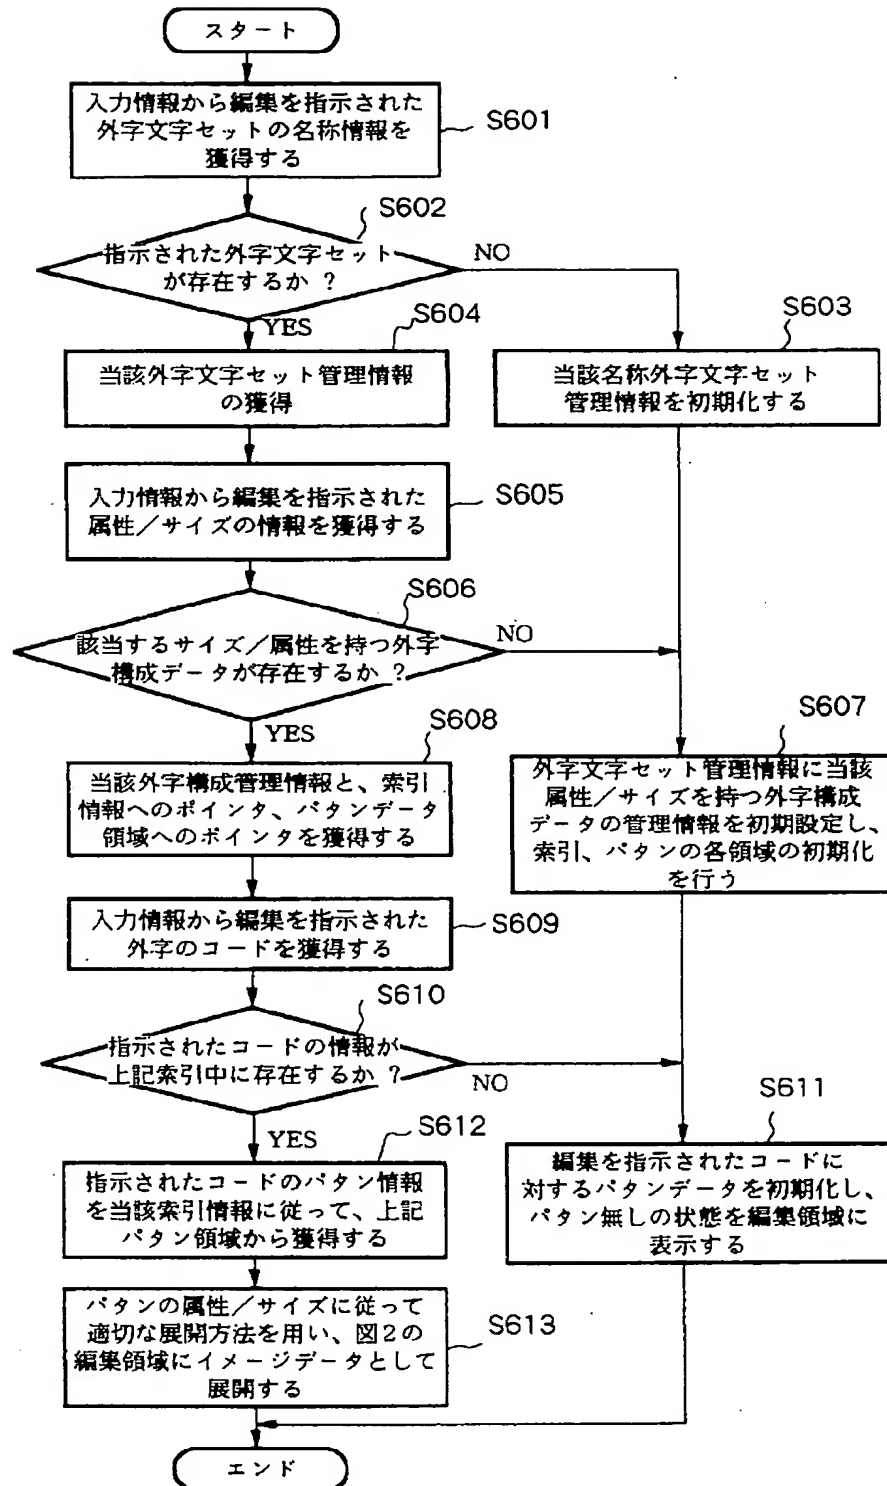 スタート
入力情報から編集を指示された
外字文字セットの名称情報を
獲得する
S601
S602
指示された外字文字セット
が存在するか ?
NO
YES
S604
S603
当該外字文字セット管理情報
の獲得
当該名称外字文字セット
管理情報を初期化する
入力情報から編集を指示された
属性/サイズの情報を獲得する
S605
S606
該当するサイズ/属性を持つ外字
構成データが存在するか ?
NO
YES
S608
S607
当該外字構成管理情報と、索引
情報へのポインタ、パタンデータ
領域へのポインタを獲得する
外字文字セット管理情報に当該
属性/サイズを持つ外字構成
データの管理情報を初期設定し、
索引、パタンの各領域の初期化
を行う
入力情報から編集を指示された
外字のコードを獲得する
S609
S610
指示されたコードの情報が
上記索引中に存在するか ?
NO
YES
S612
S611
指示されたコードのパタン情報
を当該索引情報に従って、上記
パタン領域から獲得する
編集を指示されたコードに
対するパタンデータを初期化し、
パタン無しの状態を編集領域に
表示する
パタンの属性/サイズに従って
適切な展開方法を用い、図2の
編集領域にイメージデータとして
展開する
S613
エンド